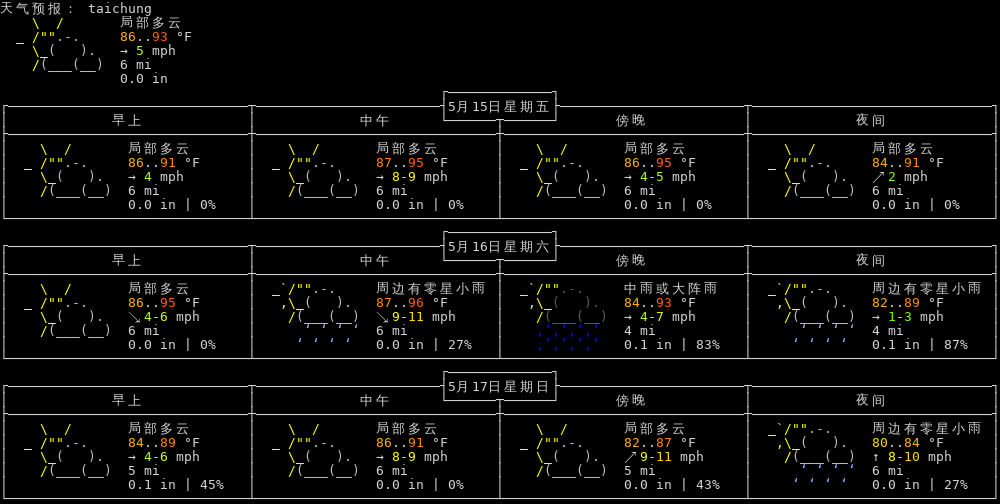 天气预报： taichung
局部多云
86..93 °F
→ 5 mph
6 mi
0.0 in
5月15日星期五
早上 中午 傍晚 夜间
局部多云 局部多云 局部多云 局部多云
86..91 °F 87..95 °F 86..95 °F 84..91 °F
→ 4 mph → 8-9 mph → 4-5 mph ↗ 2 mph
6 mi 6 mi 6 mi 6 mi
0.0 in | 0% 0.0 in | 0% 0.0 in | 0% 0.0 in | 0%
5月16日星期六
早上 中午 傍晚 夜间
局部多云 周边有零星小雨 中雨或大阵雨 周边有零星小雨
86..95 °F 87..96 °F 84..93 °F 82..89 °F
↘ 4-6 mph ↘ 9-11 mph → 4-7 mph → 1-3 mph
6 mi 6 mi 4 mi 4 mi
0.0 in | 0% 0.0 in | 27% 0.1 in | 83% 0.1 in | 87%
5月17日星期日
早上 中午 傍晚 夜间
局部多云 局部多云 局部多云 周边有零星小雨
84..89 °F 86..91 °F 82..87 °F 80..84 °F
→ 4-6 mph → 8-9 mph ↗ 9-11 mph ↑ 8-10 mph
5 mi 6 mi 5 mi 6 mi
0.1 in | 45% 0.0 in | 0% 0.0 in | 43% 0.0 in | 27%